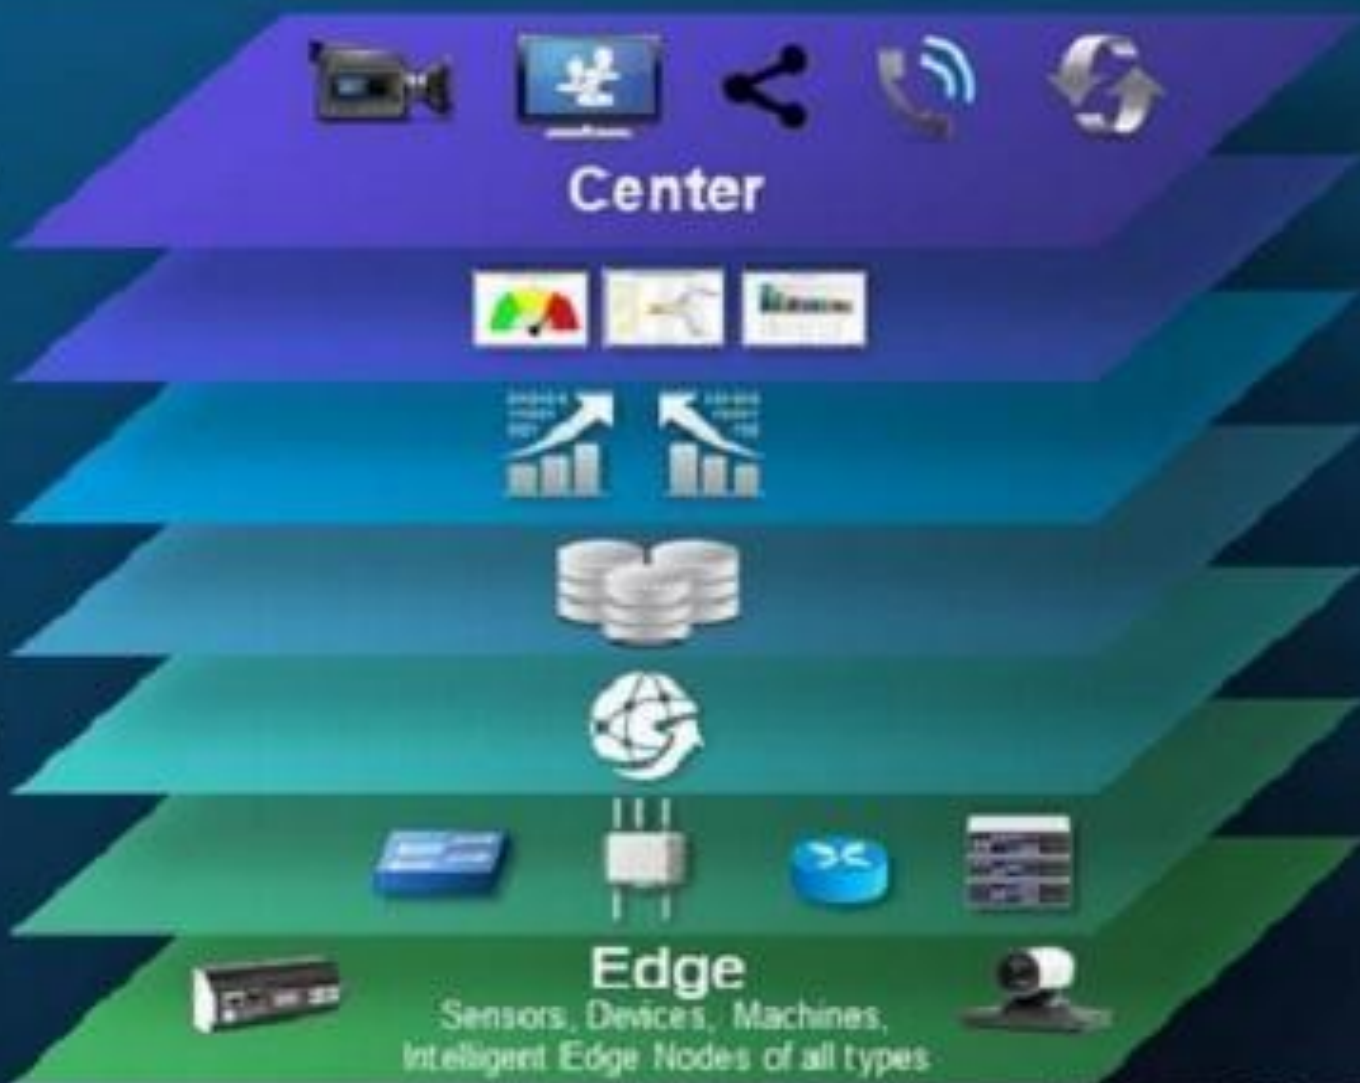 Center
Edge
Sensors, Devices, Machines,
Intelligent Edge Nodes of all types